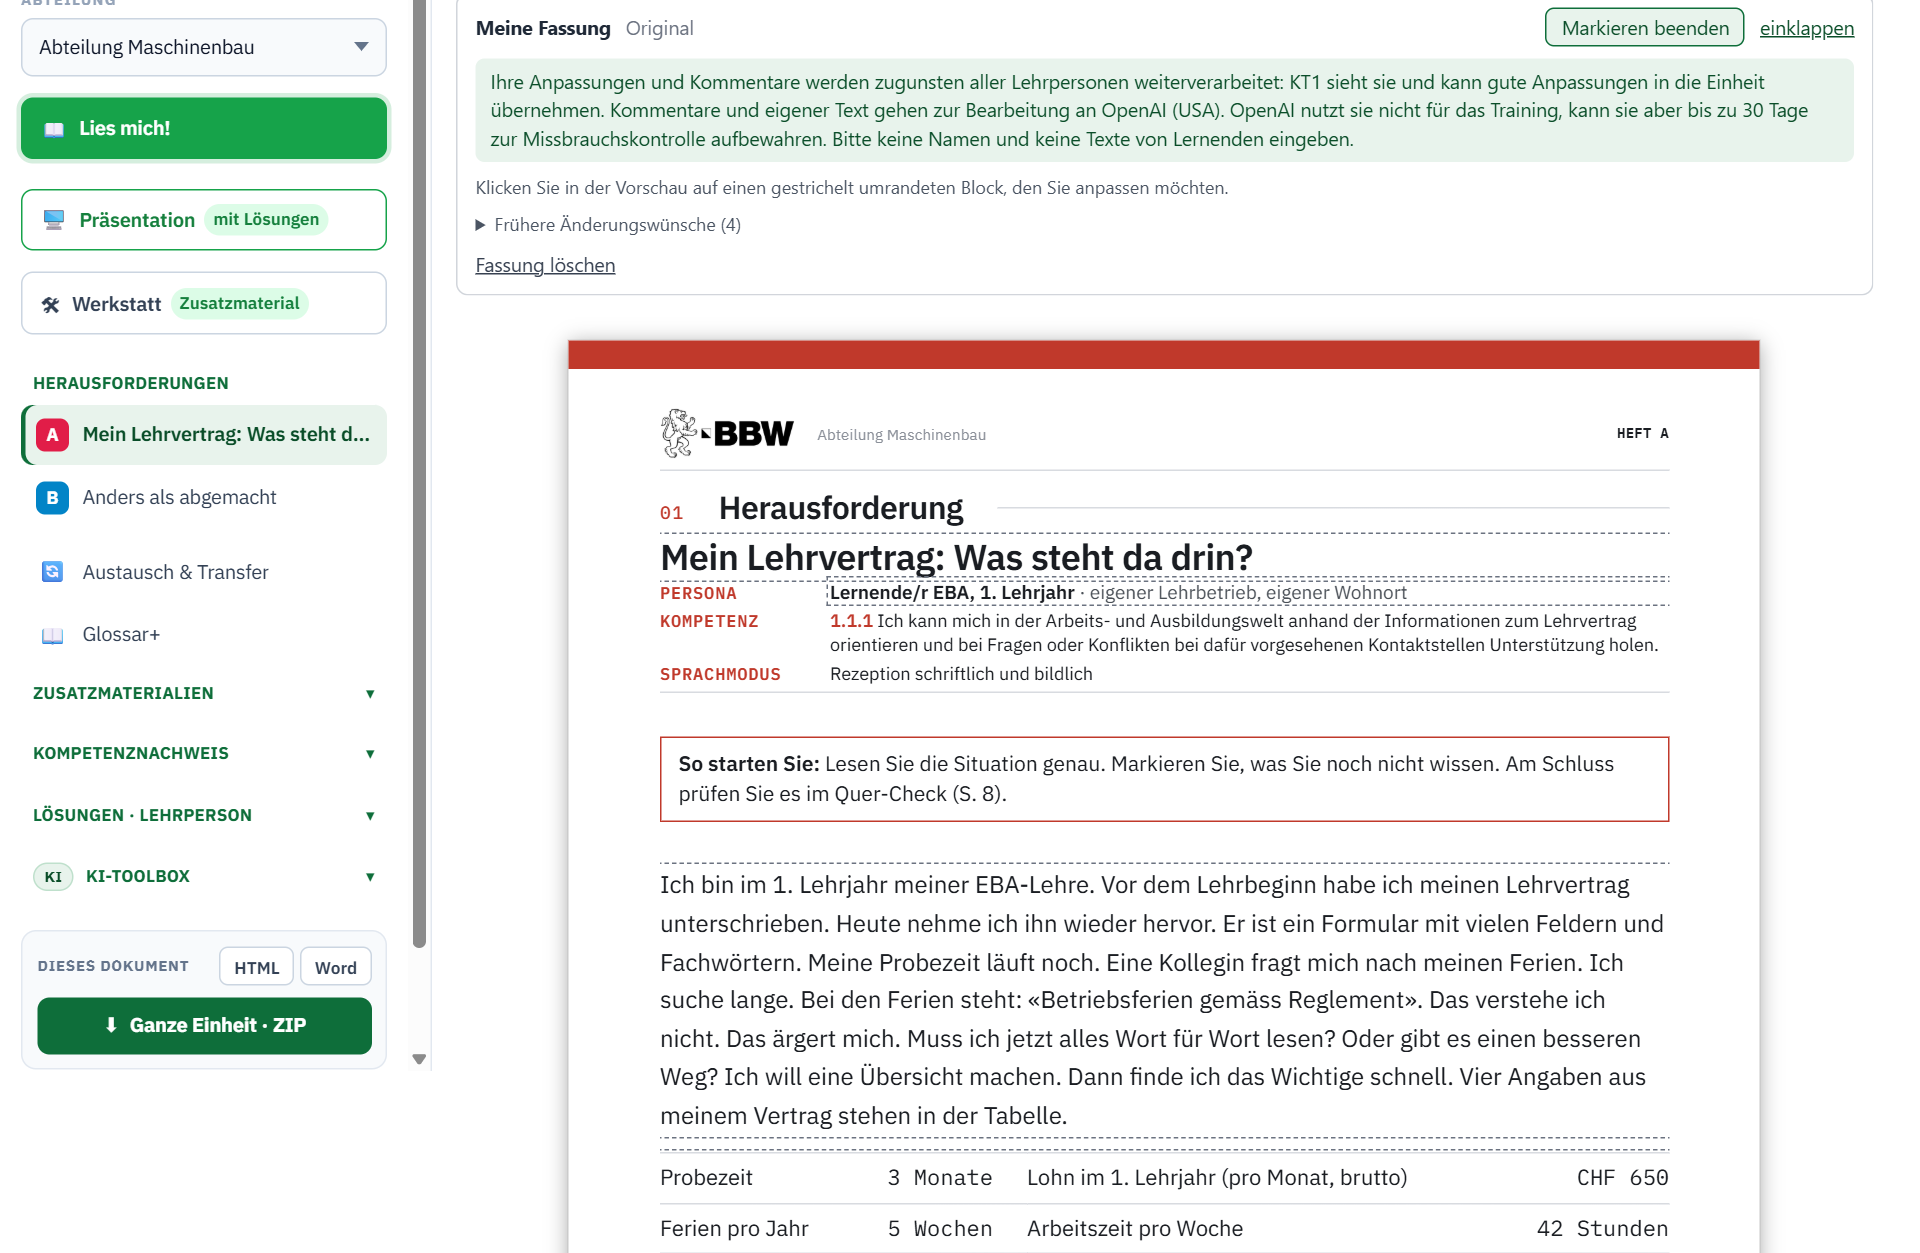 ABTEILUNG
Abteilung Maschinenbau
Lies mich!
Präsentation mit Lösungen
Werkstatt Zusatzmaterial
HERAUSFORDERUNGEN
A Mein Lehrvertrag: Was steht d...
B Anders als abgemacht
Austausch & Transfer
Glossar+
ZUSATZMATERIALIEN
KOMPETENZNACHWEIS
LÖSUNGEN · LEHRPERSON
KI KI-TOOLBOX
DIESES DOKUMENT HTML Word
Ganze Einheit · ZIP
Meine Fassung Original Markieren beenden einklappen
Ihre Anpassungen und Kommentare werden zugunsten aller Lehrpersonen weiterverarbeitet: KT1 sieht sie und kann gute Anpassungen in die Einheit
übernehmen. Kommentare und eigener Text gehen zur Bearbeitung an OpenAI (USA). OpenAI nutzt sie nicht für das Training, kann sie aber bis zu 30 Tage
zur Missbrauchskontrolle aufbewahren. Bitte keine Namen und keine Texte von Lernenden eingeben.
Klicken Sie in der Vorschau auf einen gestrichelt umrandeten Block, den Sie anpassen möchten.
Frühere Änderungswünsche (4)
Fassung löschen
BBW Abteilung Maschinenbau HEFT A
01 Herausforderung
Mein Lehrvertrag: Was steht da drin?
PERSONA Lernende/r EBA, 1. Lehrjahr · eigener Lehrbetrieb, eigener Wohnort
KOMPETENZ 1.1.1 Ich kann mich in der Arbeits- und Ausbildungswelt anhand der Informationen zum Lehrvertrag
orientieren und bei Fragen oder Konflikten bei dafür vorgesehenen Kontaktstellen Unterstützung holen.
SPRACHMODUS Rezeption schriftlich und bildlich
So starten Sie: Lesen Sie die Situation genau. Markieren Sie, was Sie noch nicht wissen. Am Schluss
prüfen Sie es im Quer-Check (S. 8).
Ich bin im 1. Lehrjahr meiner EBA-Lehre. Vor dem Lehrbeginn habe ich meinen Lehrvertrag
unterschrieben. Heute nehme ich ihn wieder hervor. Er ist ein Formular mit vielen Feldern und
Fachwörtern. Meine Probezeit läuft noch. Eine Kollegin fragt mich nach meinen Ferien. Ich
suche lange. Bei den Ferien steht: «Betriebsferien gemäss Reglement». Das verstehe ich
nicht. Das ärgert mich. Muss ich jetzt alles Wort für Wort lesen? Oder gibt es einen besseren
Weg? Ich will eine Übersicht machen. Dann finde ich das Wichtige schnell. Vier Angaben aus
meinem Vertrag stehen in der Tabelle.
Probezeit 3 Monate Lohn im 1. Lehrjahr (pro Monat, brutto) CHF 650
Ferien pro Jahr 5 Wochen Arbeitszeit pro Woche 42 Stunden